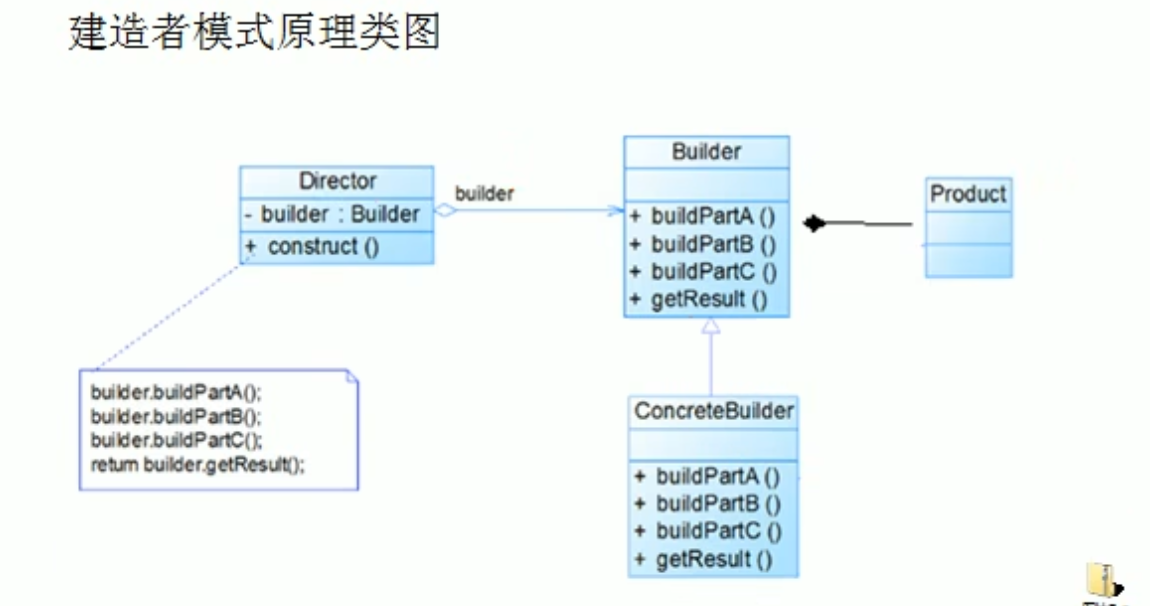 建造者模式原理类图
Director
- builder : Builder
+ construct ()
builder
Builder
+ buildPartA ()
+ buildPartB ()
+ buildPartC ()
+ getResult ()
Product
builder.buildPartA();
builder.buildPartB();
builder.buildPartC();
return builder.getResult();
ConcreteBuilder
+ buildPartA ()
+ buildPartB ()
+ buildPartC ()
+ getResult ()